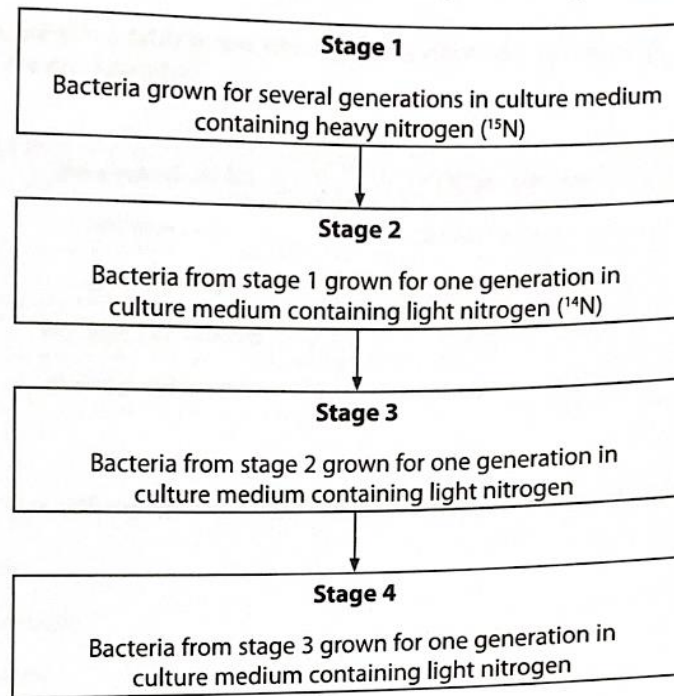 Stage 1
Bacteria grown for several generations in culture medium
containing heavy nitrogen (¹⁵N)
Stage 2
Bacteria from stage 1 grown for one generation in
culture medium containing light nitrogen (¹⁴N)
Stage 3
Bacteria from stage 2 grown for one generation in
culture medium containing light nitrogen
Stage 4
Bacteria from stage 3 grown for one generation in
culture medium containing light nitrogen